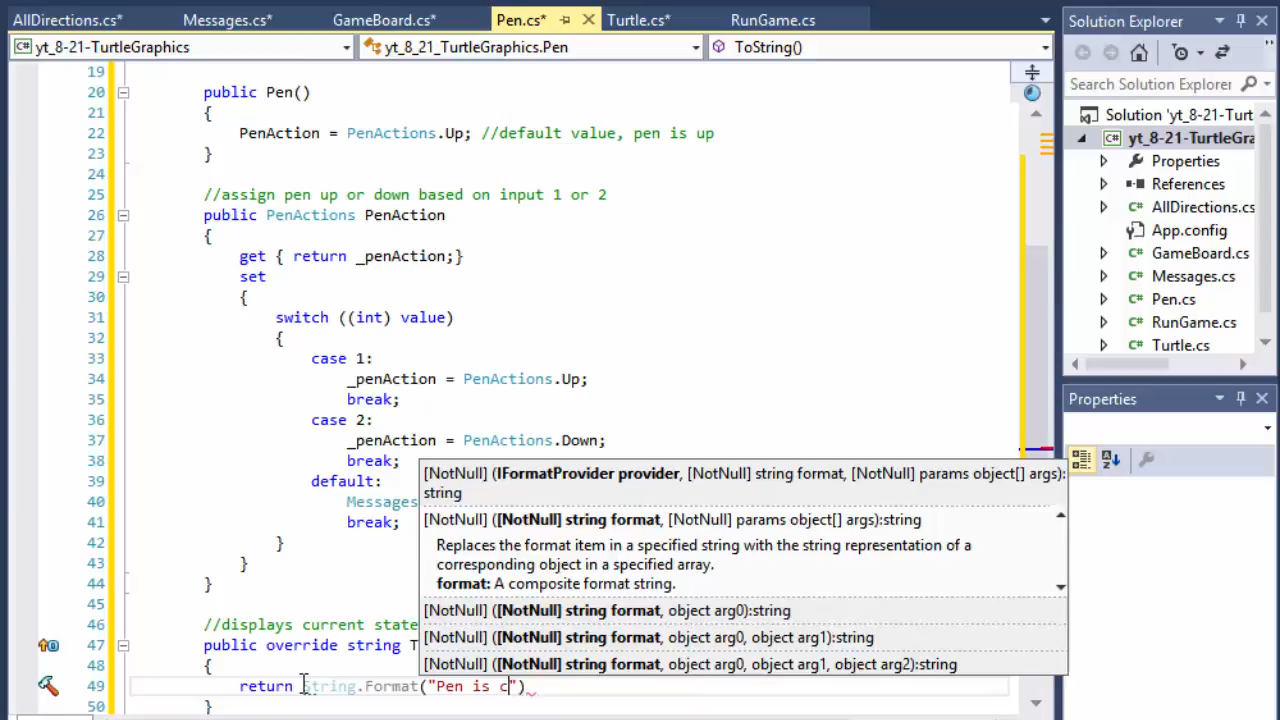 AllDirections.cs* Messages.cs* GameBoard.cs* Pen.cs* Turtle.cs* RunGame.cs
yt_8-21-TurtleGraphics yt_8_21_TurtleGraphics.Pen ToString()
19
20 public Pen()
21 {
22 PenAction = PenActions.Up; //default value, pen is up
23 }
24
25 //assign pen up or down based on input 1 or 2
26 public PenActions PenAction
27 {
28 get { return _penAction;}
29 set
30 {
31 switch ((int) value)
32 {
33 case 1:
34 _penAction = PenActions.Up;
35 break;
36 case 2:
37 _penAction = PenActions.Down;
38 break;
39 default:
40 Messages
41 break;
42 }
43 }
44 }
45
46 //displays current state
47 public override string T
48 {
49 return String.Format("Pen is c")
50 }
[NotNull] (IFormatProvider provider, [NotNull] string format, [NotNull] params object[] args):
string
[NotNull] ([NotNull] string format, [NotNull] params object[] args):string
Replaces the format item in a specified string with the string representation of a
corresponding object in a specified array.
format: A composite format string.
[NotNull] ([NotNull] string format, object arg0):string
[NotNull] ([NotNull] string format, object arg0, object arg1):string
[NotNull] ([NotNull] string format, object arg0, object arg1, object arg2):string
Solution Explorer
Search Solution Explorer
Solution 'yt_8-21-Turt
yt_8-21-TurtleGra
Properties
References
AllDirections.cs
App.config
GameBoard.cs
Messages.cs
Pen.cs
RunGame.cs
Turtle.cs
Properties